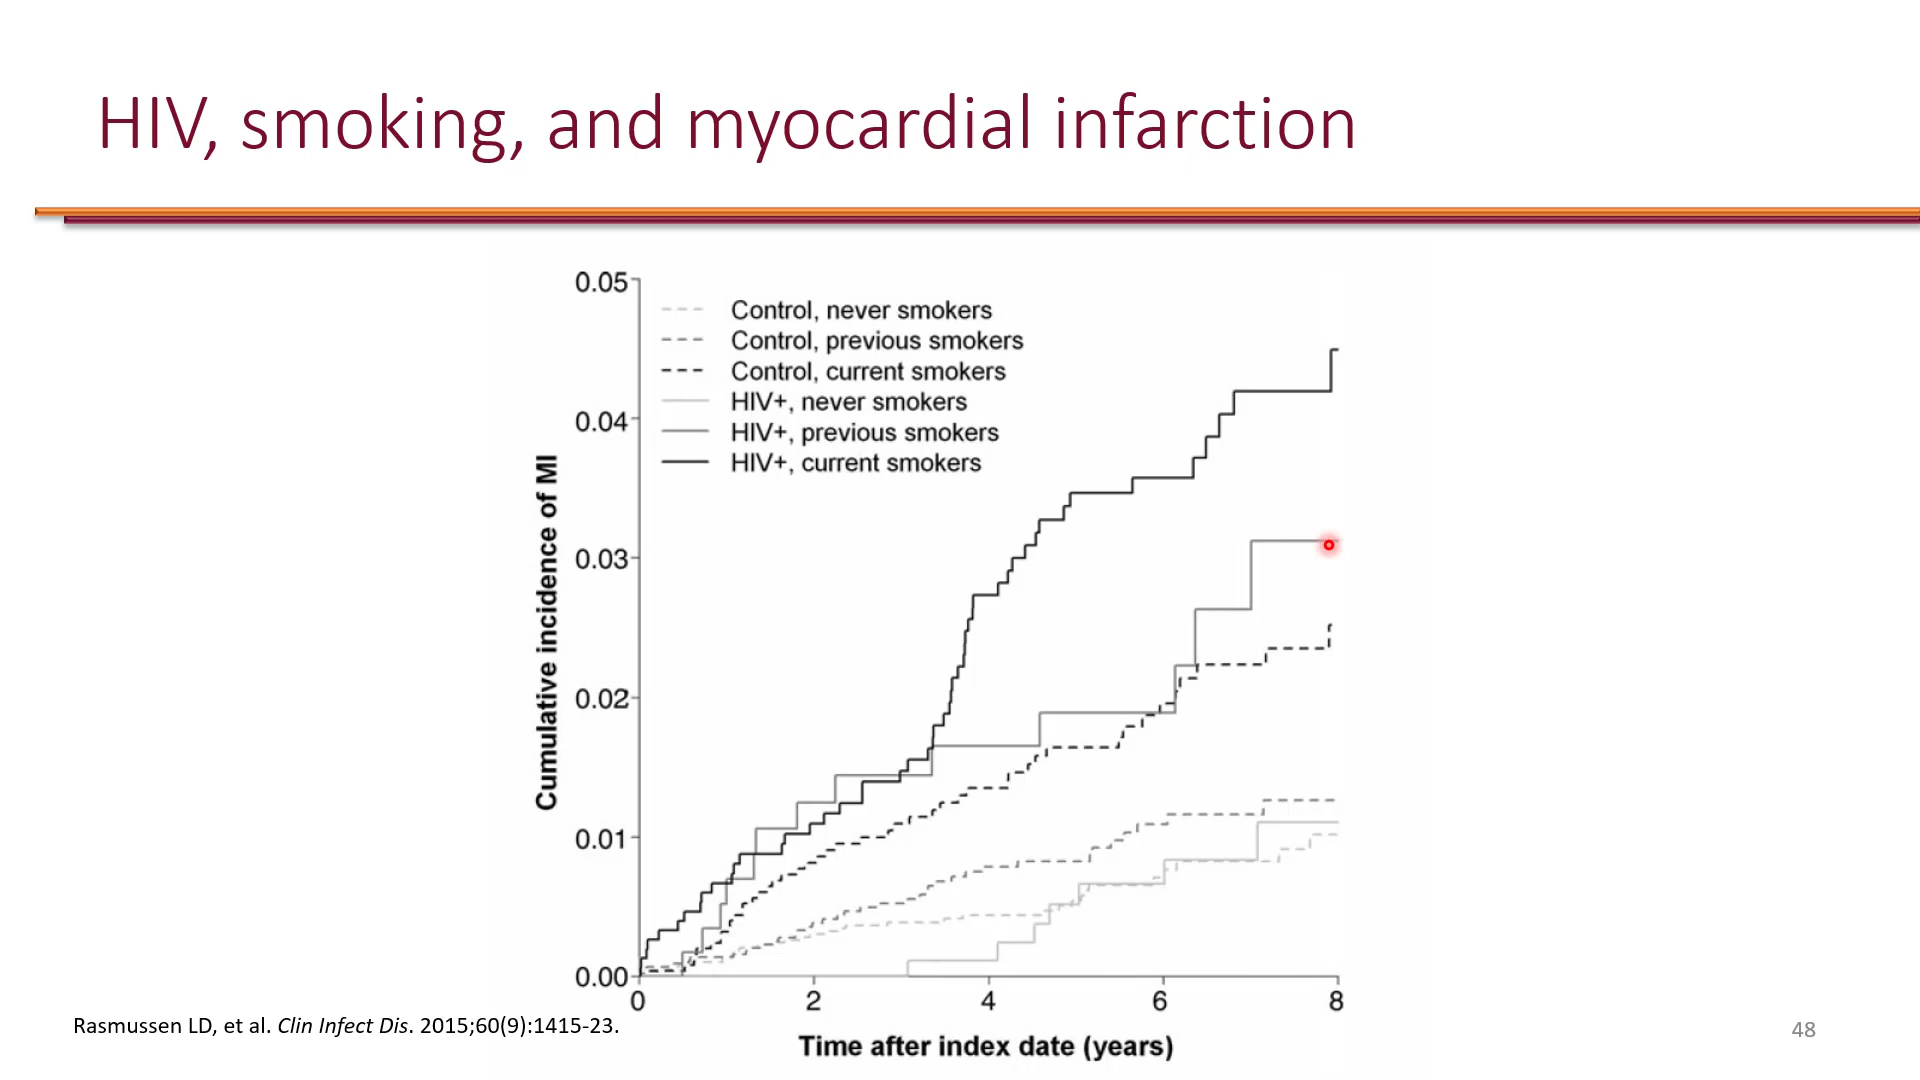 HIV, smoking, and myocardial infarction
0.05
0.04
0.03
0.02
0.01
0.00
Cumulative incidence of MI
Control, never smokers
Control, previous smokers
Control, current smokers
HIV+, never smokers
HIV+, previous smokers
HIV+, current smokers
0 2 4 6 8
Time after index date (years)
Rasmussen LD, et al. Clin Infect Dis. 2015;60(9):1415-23.
48